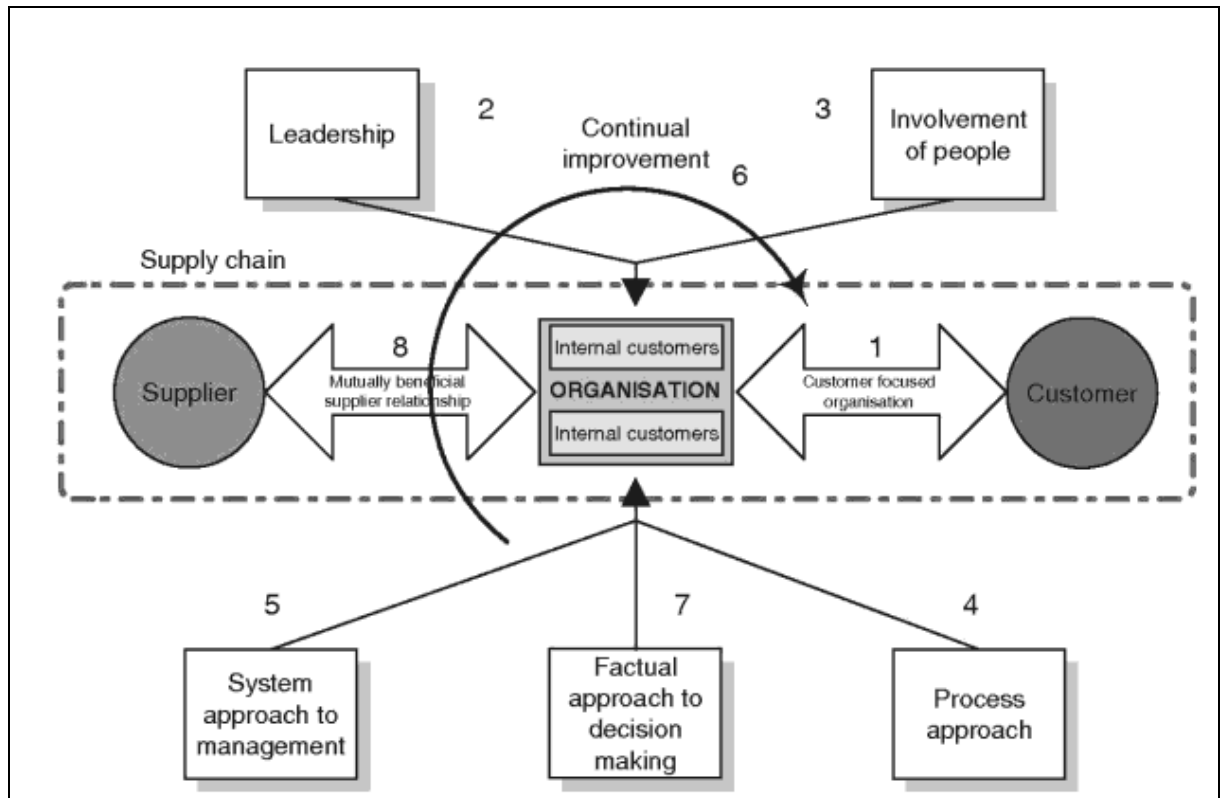 Leadership
2
Continual
improvement
3
Involvement
of people
6
Supply chain
Supplier
8
Mutually beneficial
supplier relationship
Internal customers
ORGANISATION
Internal customers
1
Customer focused
organisation
Customer
5
7
4
System
approach to
management
Factual
approach to
decision
making
Process
approach